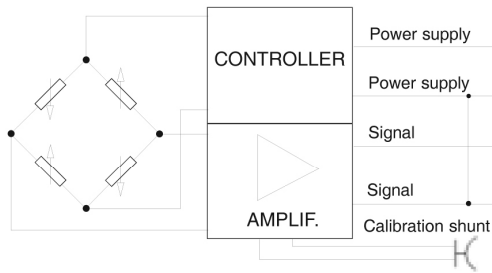 Power supply
CONTROLLER
Power supply
Signal
Signal
AMPLIF.
Calibration shunt